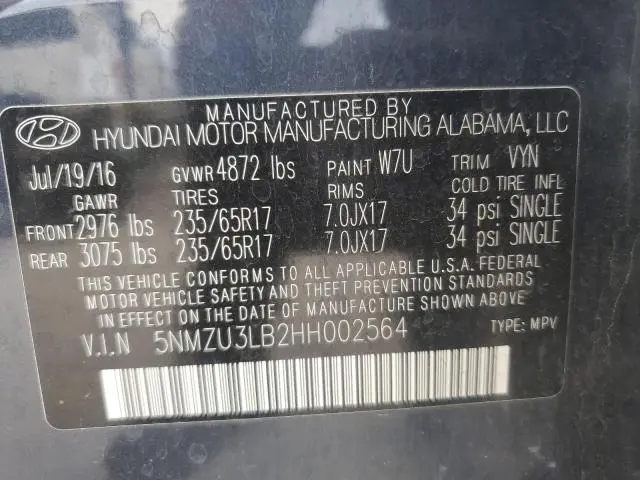 MANUFACTURED BY
HYUNDAI MOTOR MANUFACTURING ALABAMA, LLC
Jul/19/16 GVWR 4872 lbs PAINT W7U TRIM VYN
GAWR TIRES RIMS COLD TIRE INFL
FRONT 2976 lbs 235/65R17 7.0JX17 34 psi SINGLE
REAR 3075 lbs 235/65R17 7.0JX17 34 psi SINGLE
THIS VEHICLE CONFORMS TO ALL APPLICABLE U.S.A. FEDERAL
MOTOR VEHICLE SAFETY AND THEFT PREVENTION STANDARDS
IN EFFECT ON THE DATE OF MANUFACTURE SHOWN ABOVE
V.I.N 5NMZU3LB2HH002564 TYPE: MPV